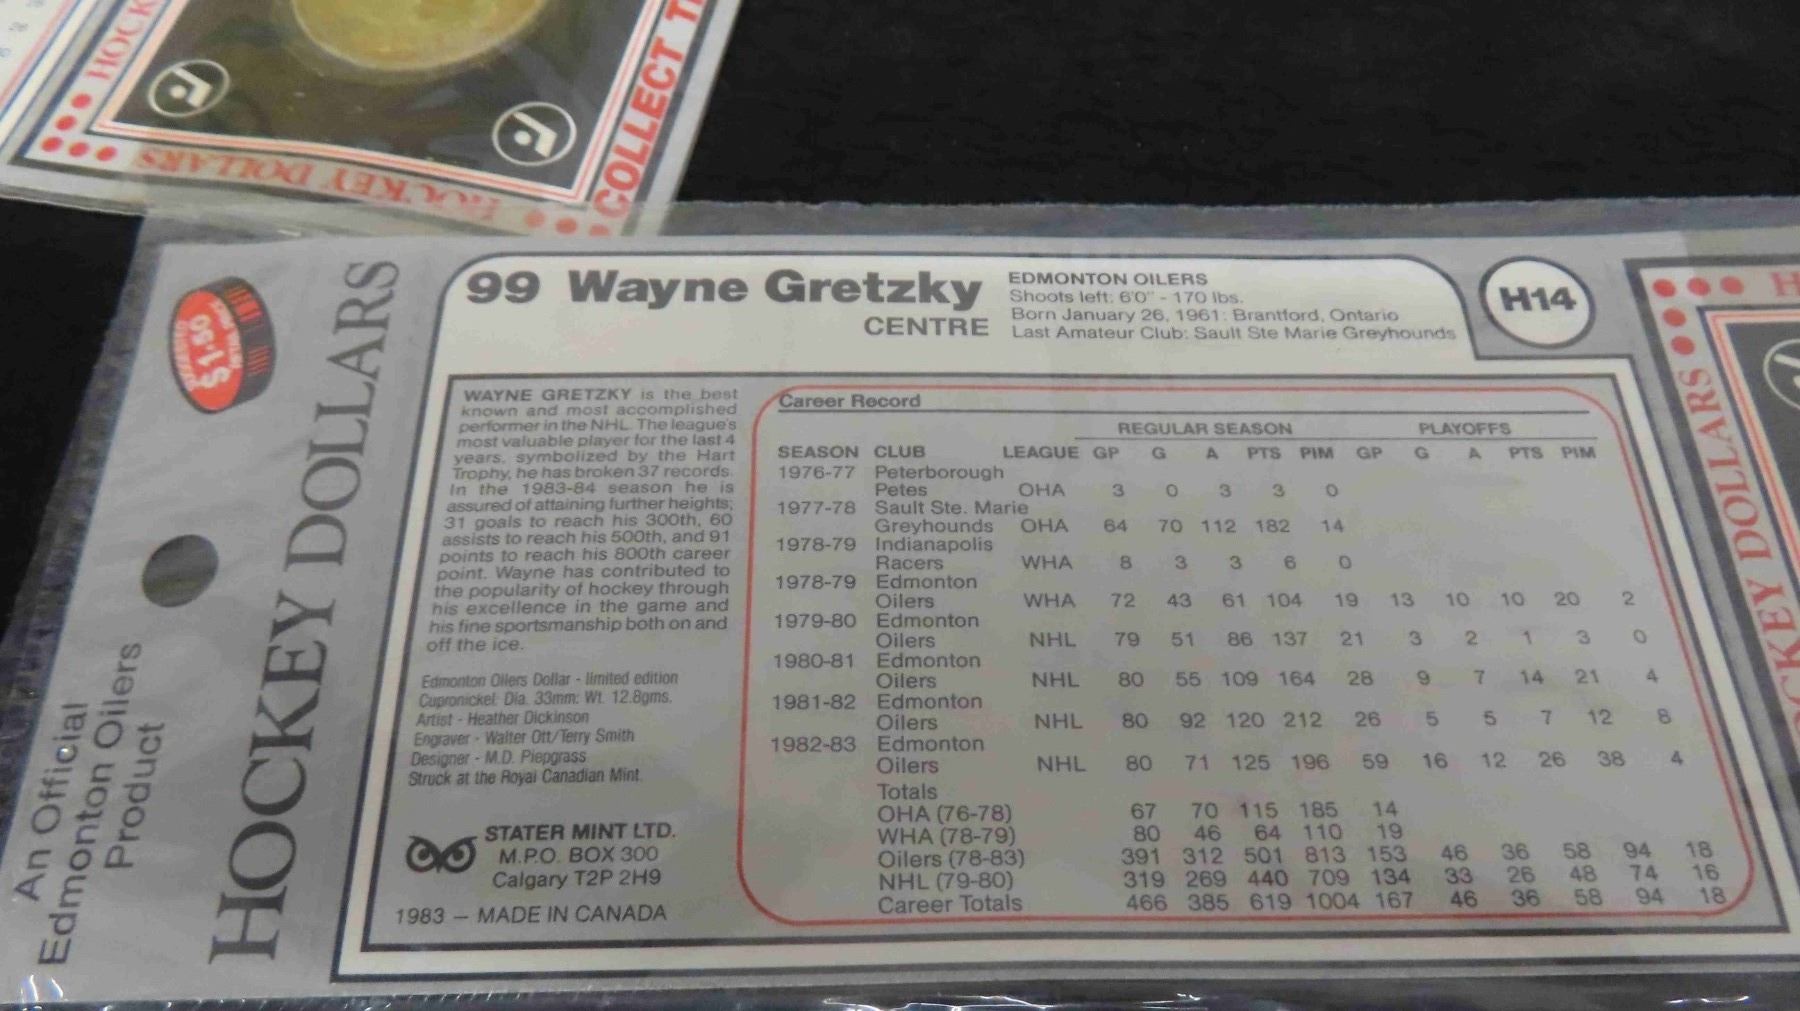 HOCK
HOCKEY DOLLARS
COLLECT T
$1.50
An Official
Edmonton Oilers
Product
HOCKEY DOLLARS
99 Wayne Gretzky
CENTRE
EDMONTON OILERS
Shoots left: 6'0" - 170 lbs.
Born January 26, 1961: Brantford, Ontario
Last Amateur Club: Sault Ste Marie Greyhounds
H14
WAYNE GRETZKY is the best
known and most accomplished
performer in the NHL. The league's
most valuable player for the last 4
years, symbolized by the Hart
Trophy, he has broken 37 records.
In the 1983-84 season he is
assured of attaining further heights;
31 goals to reach his 300th, 60
assists to reach his 500th, and 91
points to reach his 800th career
point. Wayne has contributed to
the popularity of hockey through
his excellence in the game and
his fine sportsmanship both on and
off the ice.
Edmonton Oilers Dollar - limited edition
Cupronickel: Dia. 33mm: Wt. 12.8gms.
Artist - Heather Dickinson
Engraver - Walter Ott/Terry Smith
Designer - M.D. Piepgrass
Struck at the Royal Canadian Mint.
STATER MINT LTD.
M.P.O. BOX 300
Calgary T2P 2H9
1983 – MADE IN CANADA
Career Record
REGULAR SEASON PLAYOFFS
SEASON CLUB LEAGUE GP G A PTS PIM GP G A PTS PIM
1976-77 Peterborough
Petes OHA 3 0 3 3 0
1977-78 Sault Ste. Marie
Greyhounds OHA 64 70 112 182 14
1978-79 Indianapolis
Racers WHA 8 3 3 6 0
1978-79 Edmonton
Oilers WHA 72 43 61 104 19 13 10 10 20 2
1979-80 Edmonton
Oilers NHL 79 51 86 137 21 3 2 1 3 0
1980-81 Edmonton
Oilers NHL 80 55 109 164 28 9 7 14 21 4
1981-82 Edmonton
Oilers NHL 80 92 120 212 26 5 5 7 12 8
1982-83 Edmonton
Oilers NHL 80 71 125 196 59 16 12 26 38 4
Totals
OHA (76-78) 67 70 115 185 14
WHA (78-79) 80 46 64 110 19
Oilers (78-83) 391 312 501 813 153 46 36 58 94 18
NHL (79-80) 319 269 440 709 134 33 26 48 74 16
Career Totals 466 385 619 1004 167 46 36 58 94 18
H
HOCKEY DOLLARS